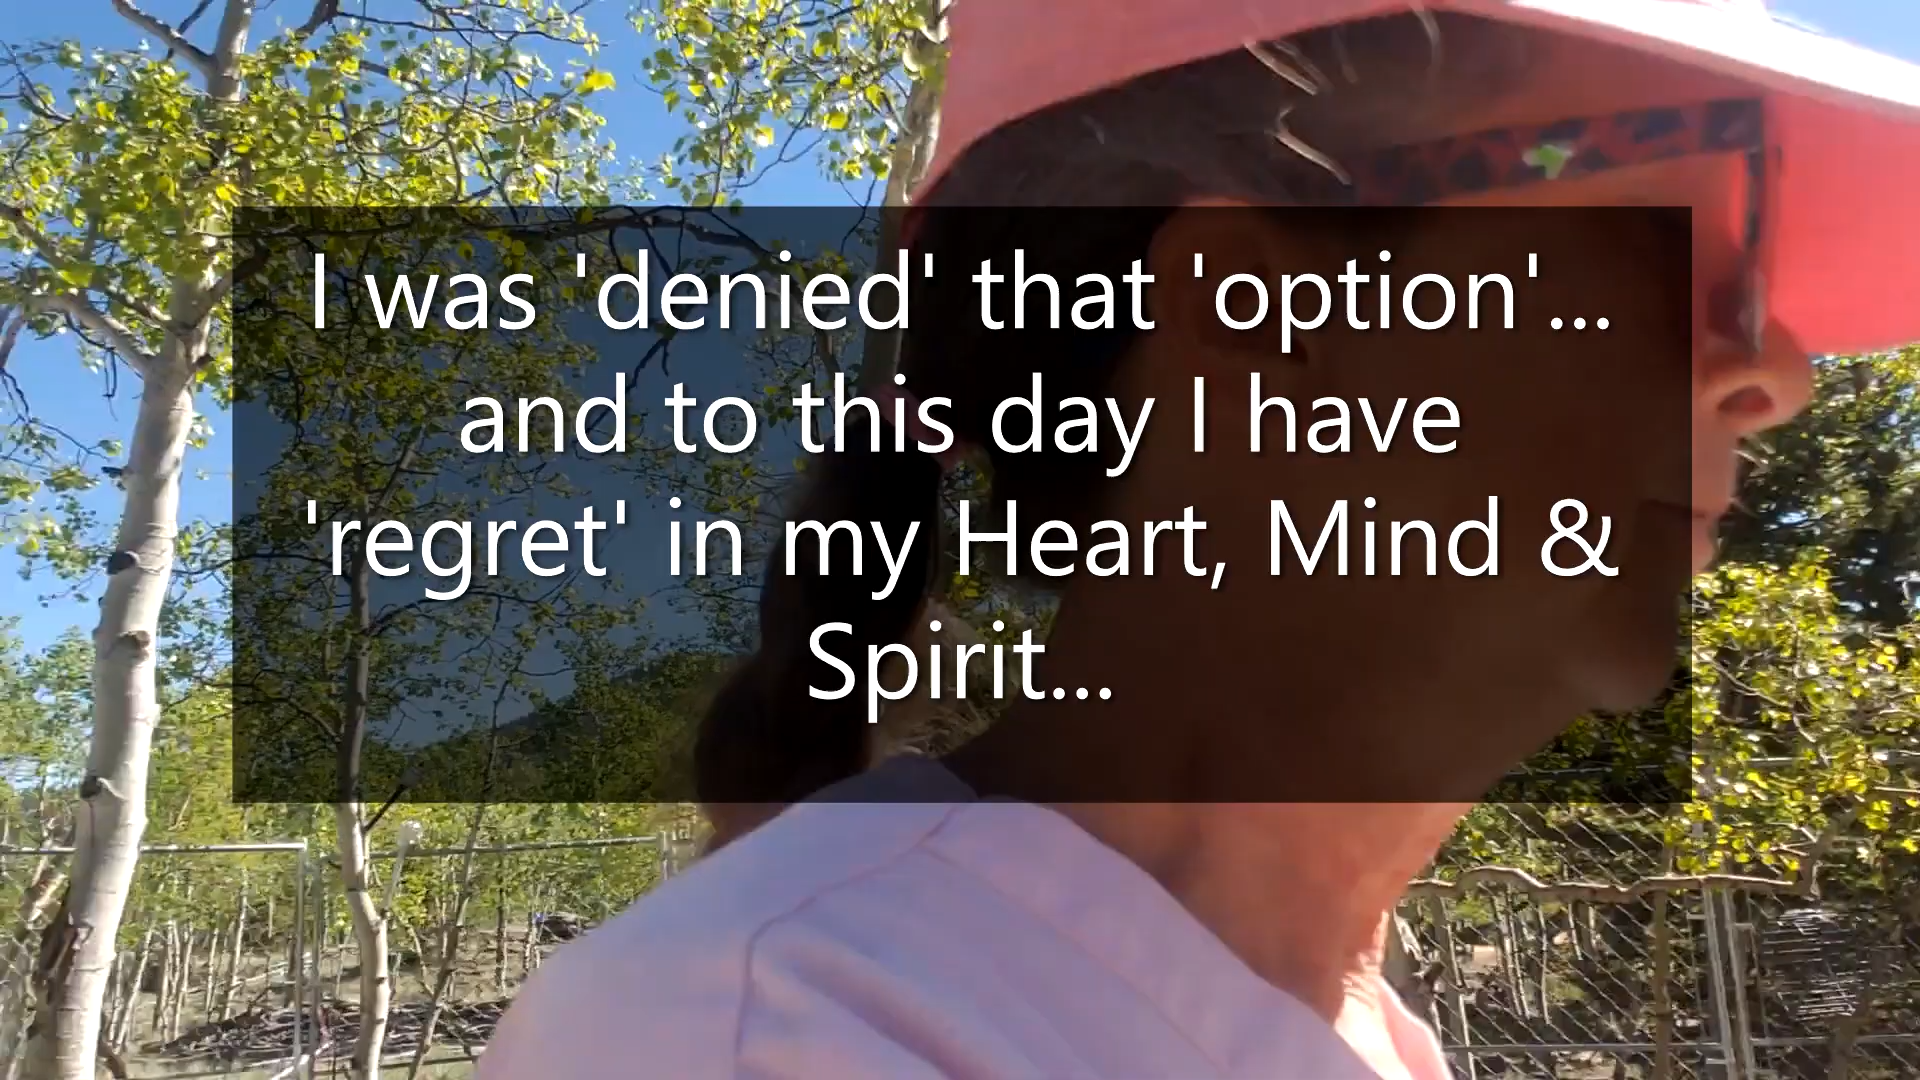 I was 'denied' that 'option'...
and to this day I have
'regret' in my Heart, Mind &
Spirit...